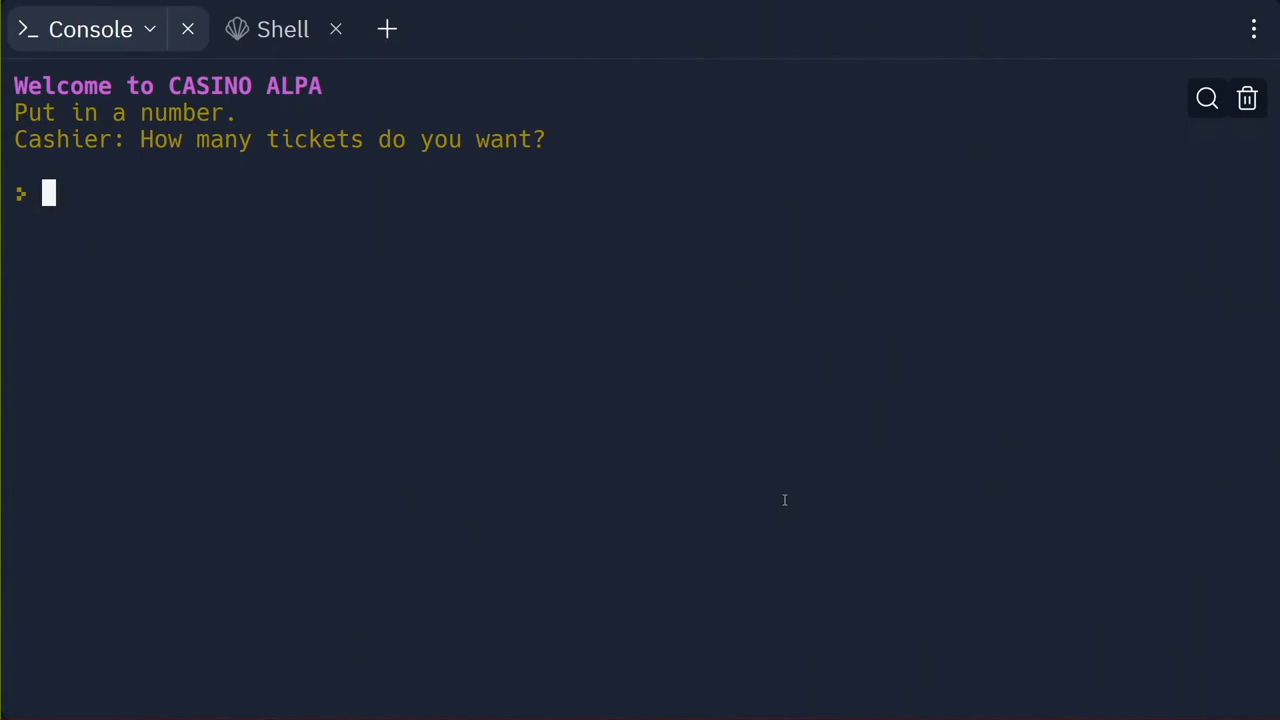 Console
Shell
Welcome to CASINO ALPA
Put in a number.
Cashier: How many tickets do you want?
>